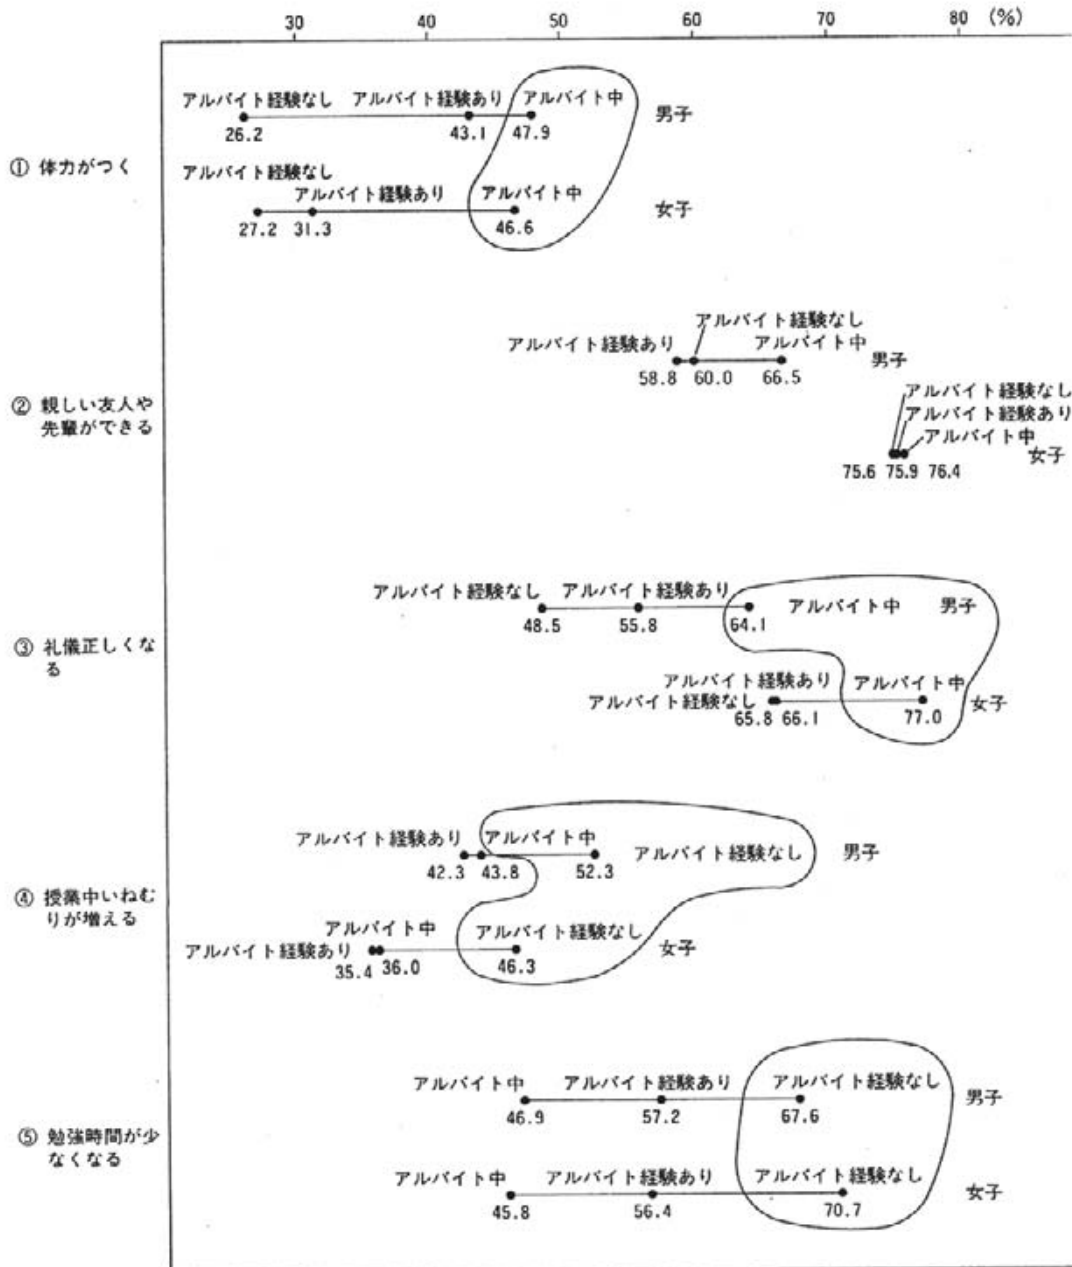 30 40 50 60 70 80 (%)
アルバイト経験なし アルバイト経験あり アルバイト中 男子
26.2 43.1 47.9
① 体力がつく
アルバイト経験なし
アルバイト経験あり アルバイト中 女子
27.2 31.3 46.6
アルバイト経験なし
アルバイト経験あり アルバイト中 男子
58.8 60.0 66.5
② 親しい友人や
先輩ができる
アルバイト経験なし
アルバイト経験あり
アルバイト中
女子
75.6 75.9 76.4
アルバイト経験なし アルバイト経験あり アルバイト中 男子
48.5 55.8 64.1
③ 礼儀正しくな
る
アルバイト経験あり アルバイト中
アルバイト経験なし 女子
65.8 66.1 77.0
アルバイト経験あり アルバイト中 アルバイト経験なし 男子
42.3 43.8 52.3
④ 授業中いねむ
りが増える
アルバイト中 アルバイト経験なし
アルバイト経験あり 女子
35.4 36.0 46.3
アルバイト中 アルバイト経験あり アルバイト経験なし 男子
46.9 57.2 67.6
⑤ 勉強時間が少
なくなる
アルバイト中 アルバイト経験あり アルバイト経験なし 女子
45.8 56.4 70.7